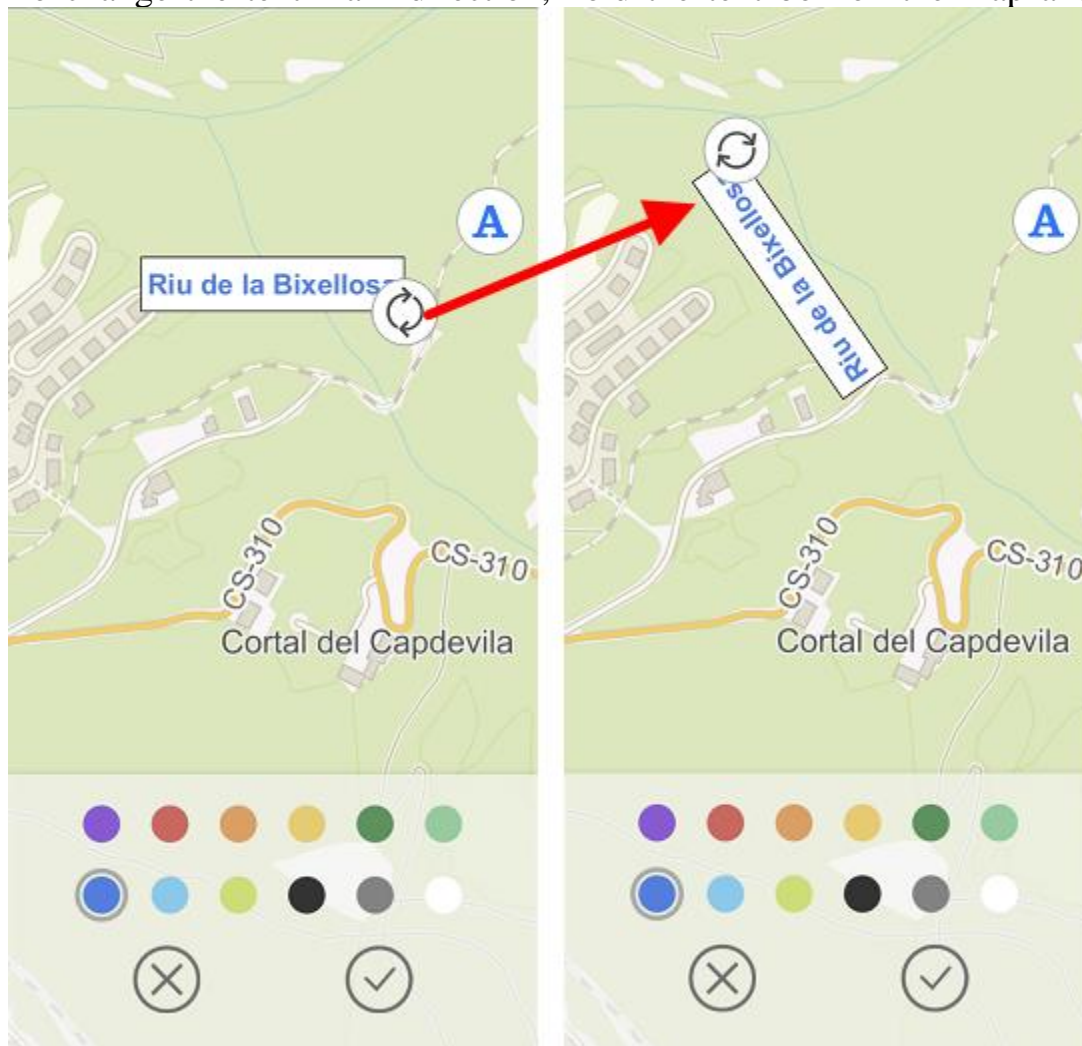 A
Riu de la Bixellosa
CS-310
CS-310
Cortal del Capdevila
A
Riu de la Bixellos
CS-310
CS-310
Cortal del Capdevila